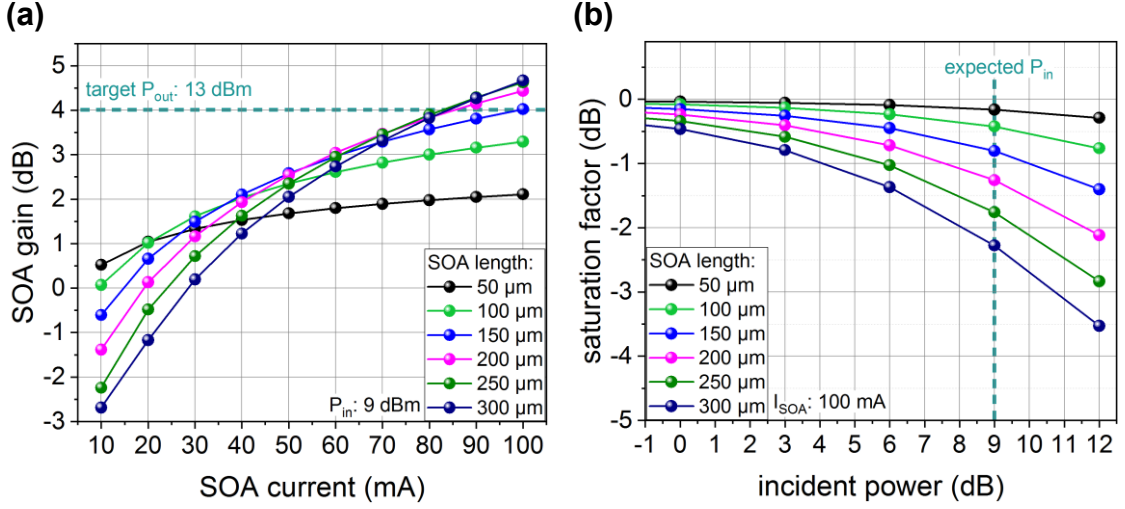 (a)
SOA gain (dB)
5
4
3
2
1
0
-1
-2
-3
target Pout: 13 dBm
SOA length:
50 µm
100 µm
150 µm
200 µm
250 µm
300 µm
Pin: 9 dBm
10 20 30 40 50 60 70 80 90 100
SOA current (mA)
(b)
saturation factor (dB)
0
-1
-2
-3
-4
-5
expected Pin
SOA length:
50 µm
100 µm
150 µm
200 µm
250 µm
300 µm
ISOA: 100 mA
-1 0 1 2 3 4 5 6 7 8 9 10 11 12
incident power (dB)